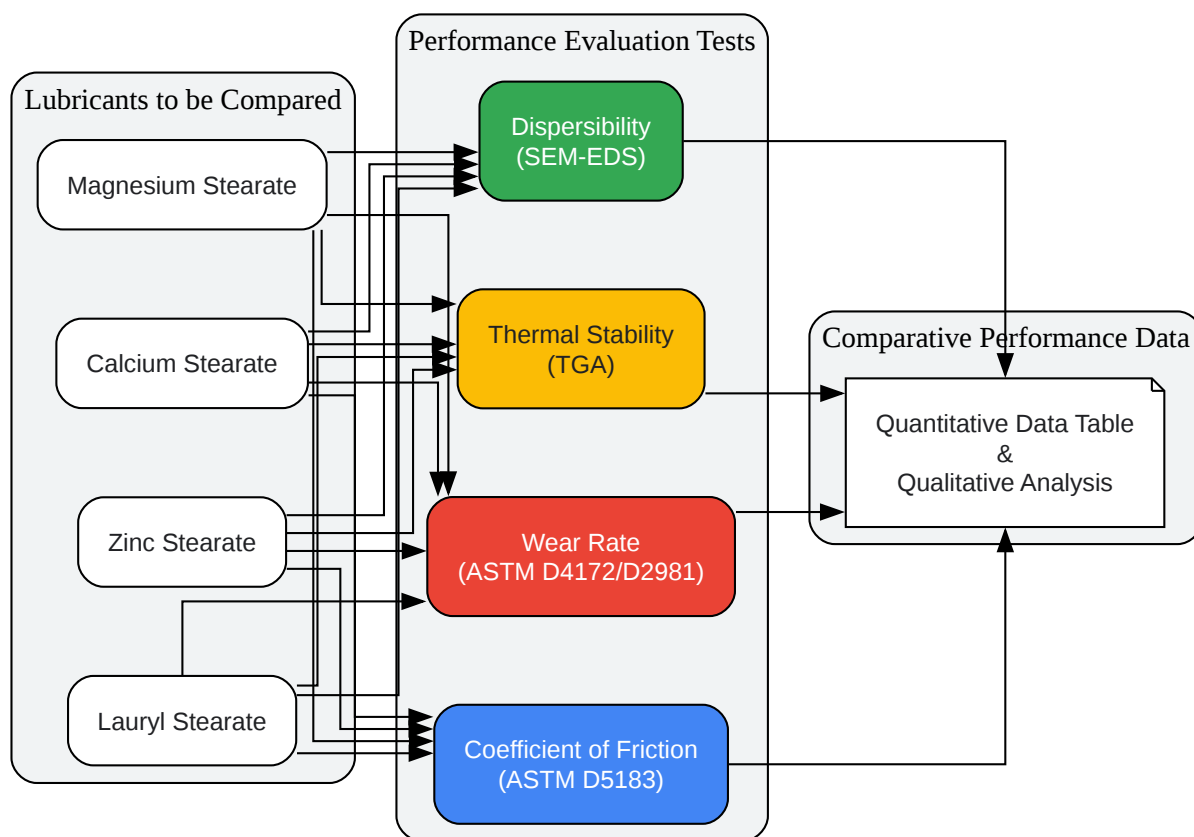 Performance Evaluation Tests
Lubricants to be Compared
Dispersibility
(SEM-EDS)
Magnesium Stearate
Thermal Stability
(TGA)
Comparative Performance Data
Calcium Stearate
Quantitative Data Table
&
Qualitative Analysis
Zinc Stearate
Wear Rate
(ASTM D4172/D2981)
Lauryl Stearate
Coefficient of Friction
(ASTM D5183)